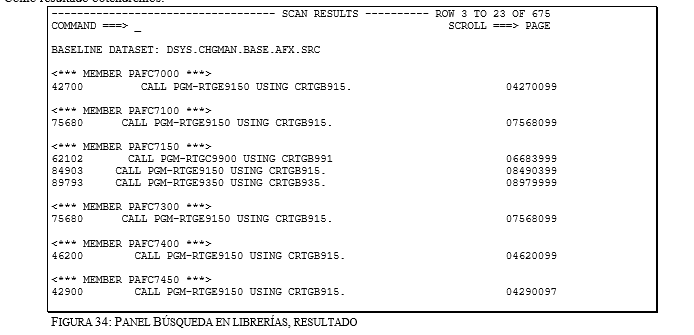 Como resultado obtendremos:
----------------------------------- SCAN RESULTS ---------- ROW 3 TO 23 OF 675
COMMAND ===> _ SCROLL ===> PAGE
BASELINE DATASET: DSYS.CHGMAN.BASE.AFX.SRC
<*** MEMBER PAFC7000 ***>
42700 CALL PGM-RTGE9150 USING CRTGB915. 04270099
<*** MEMBER PAFC7100 ***>
75680 CALL PGM-RTGE9150 USING CRTGB915. 07568099
<*** MEMBER PAFC7150 ***>
62102 CALL PGM-RTGC9900 USING CRTGB991 06683999
84903 CALL PGM-RTGE9150 USING CRTGB915. 08490399
89793 CALL PGM-RTGE9350 USING CRTGB935. 08979999
<*** MEMBER PAFC7300 ***>
75680 CALL PGM-RTGE9150 USING CRTGB915. 07568099
<*** MEMBER PAFC7400 ***>
46200 CALL PGM-RTGE9150 USING CRTGB915. 04620099
<*** MEMBER PAFC7450 ***>
42900 CALL PGM-RTGE9150 USING CRTGB915. 04290097
FIGURA 34: PANEL BÚSQUEDA EN LIBRERÍAS, RESULTADO